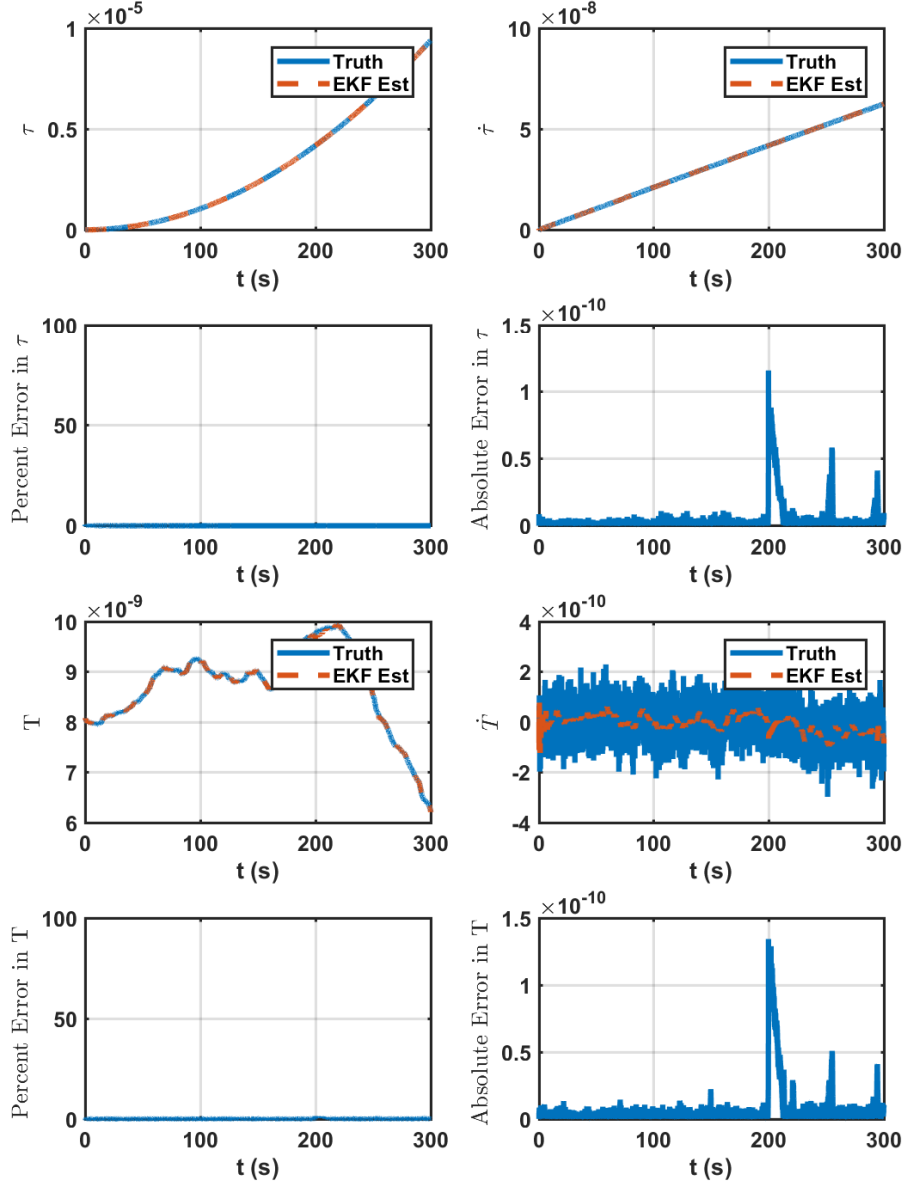 ×10⁻⁵
1
0.5
0
0 100 200 300
τ
t (s)
Truth
EKF Est
×10⁻⁸
10
5
0
0 100 200 300
τ̇
t (s)
Truth
EKF Est
100
50
0
0 100 200 300
Percent Error in τ
t (s)
×10⁻¹⁰
1.5
1
0.5
0
0 100 200 300
Absolute Error in τ
t (s)
×10⁻⁹
10
9
8
7
6
0 100 200 300
T
t (s)
Truth
EKF Est
×10⁻¹⁰
4
2
0
-2
-4
0 100 200 300
Ṫ
t (s)
Truth
EKF Est
100
50
0
0 100 200 300
Percent Error in T
t (s)
×10⁻¹⁰
1.5
1
0.5
0
0 100 200 300
Absolute Error in T
t (s)